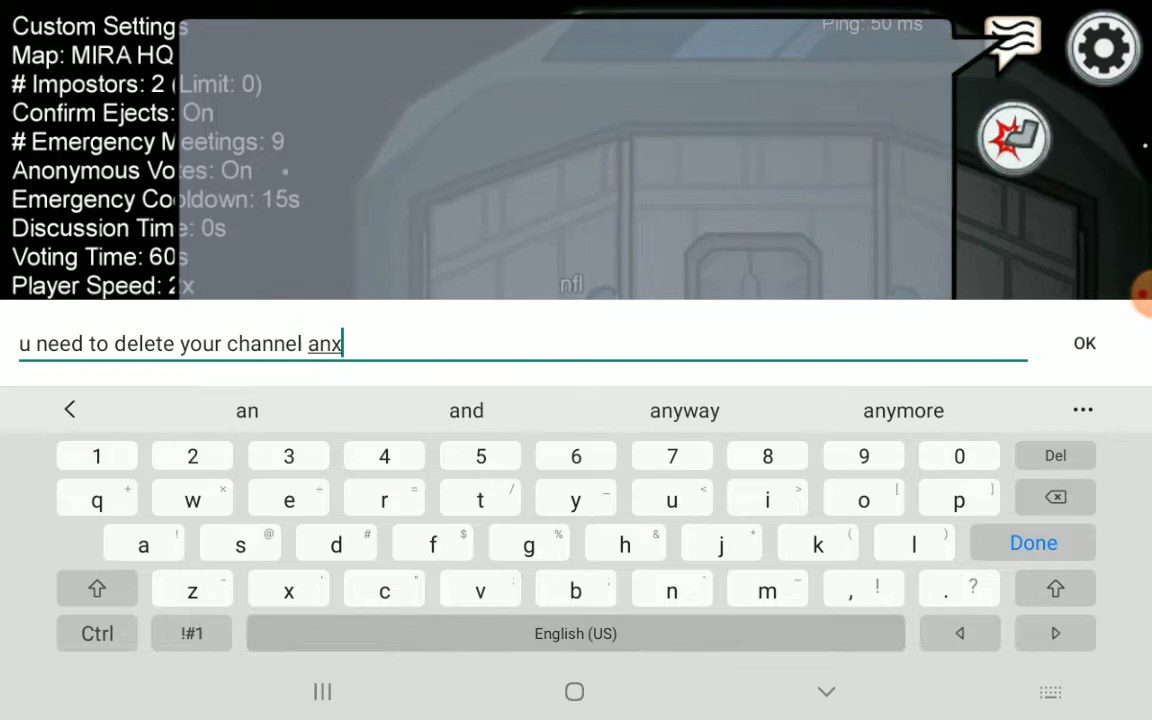 Custom Settings
Map: MIRA HQ
# Impostors: 2 (Limit: 0)
Confirm Ejects: On
# Emergency Meetings: 9
Anonymous Votes: On
Emergency Cooldown: 15s
Discussion Time: 0s
Voting Time: 60s
Player Speed: 2x
Ping: 50 ms
nfl
u need to delete your channel anx
OK
an and anyway anymore
1 2 3 4 5 6 7 8 9 0 Del
q w e r t y u i o p
a s d f g h j k l Done
z x c v b n m , ! . ?
Ctrl !#1 English (US)